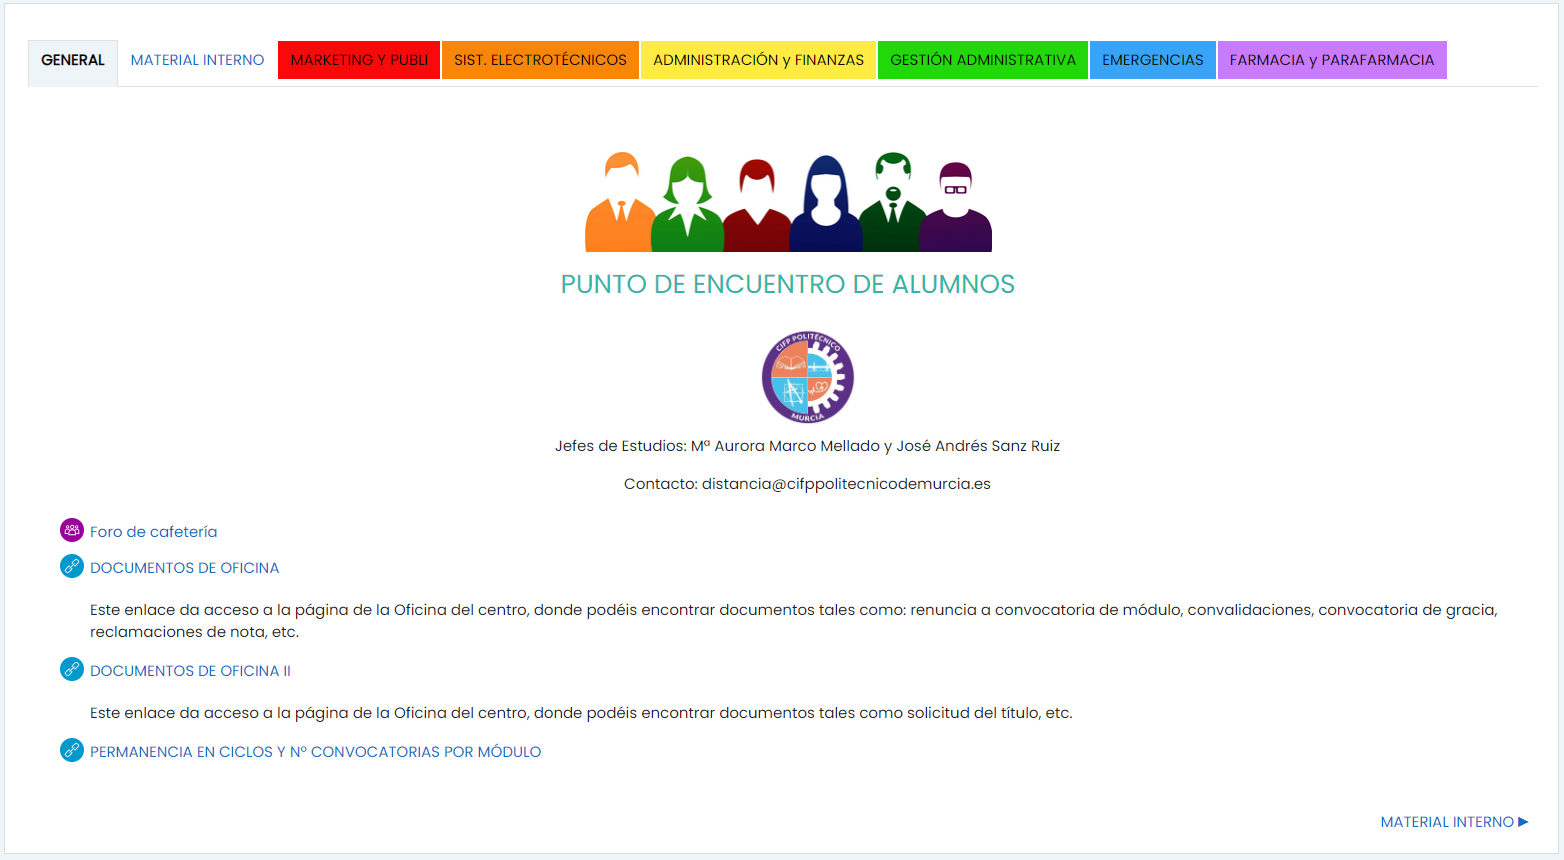 GENERAL
MATERIAL INTERNO
MARKETING Y PUBLI
SIST. ELECTROTÉCNICOS
ADMINISTRACIÓN y FINANZAS
GESTIÓN ADMINISTRATIVA
EMERGENCIAS
FARMACIA y PARAFARMACIA
PUNTO DE ENCUENTRO DE ALUMNOS
CIFP POLITÉCNICO
MURCIA
Jefes de Estudios: Mª Aurora Marco Mellado y José Andrés Sanz Ruiz
Contacto: distancia@cifppolitecnicodemurcia.es
Foro de cafetería
DOCUMENTOS DE OFICINA
Este enlace da acceso a la página de la Oficina del centro, donde podéis encontrar documentos tales como: renuncia a convocatoria de módulo, convalidaciones, convocatoria de gracia,
reclamaciones de nota, etc.
DOCUMENTOS DE OFICINA II
Este enlace da acceso a la página de la Oficina del centro, donde podéis encontrar documentos tales como solicitud del título, etc.
PERMANENCIA EN CICLOS Y Nº CONVOCATORIAS POR MÓDULO
MATERIAL INTERNO ▶